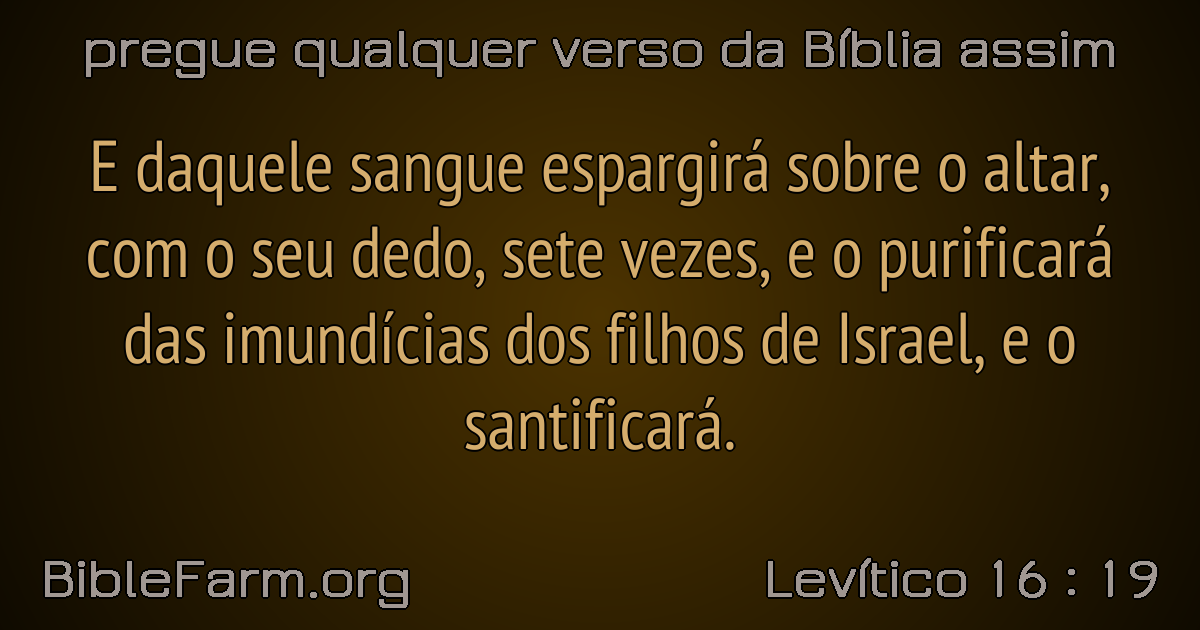 pregue qualquer verso da Bíblia assim
E daquele sangue espargirá sobre o altar,
com o seu dedo, sete vezes, e o purificará
das imundícias dos filhos de Israel, e o
santificará.
BibleFarm.org
Levítico 16 : 19